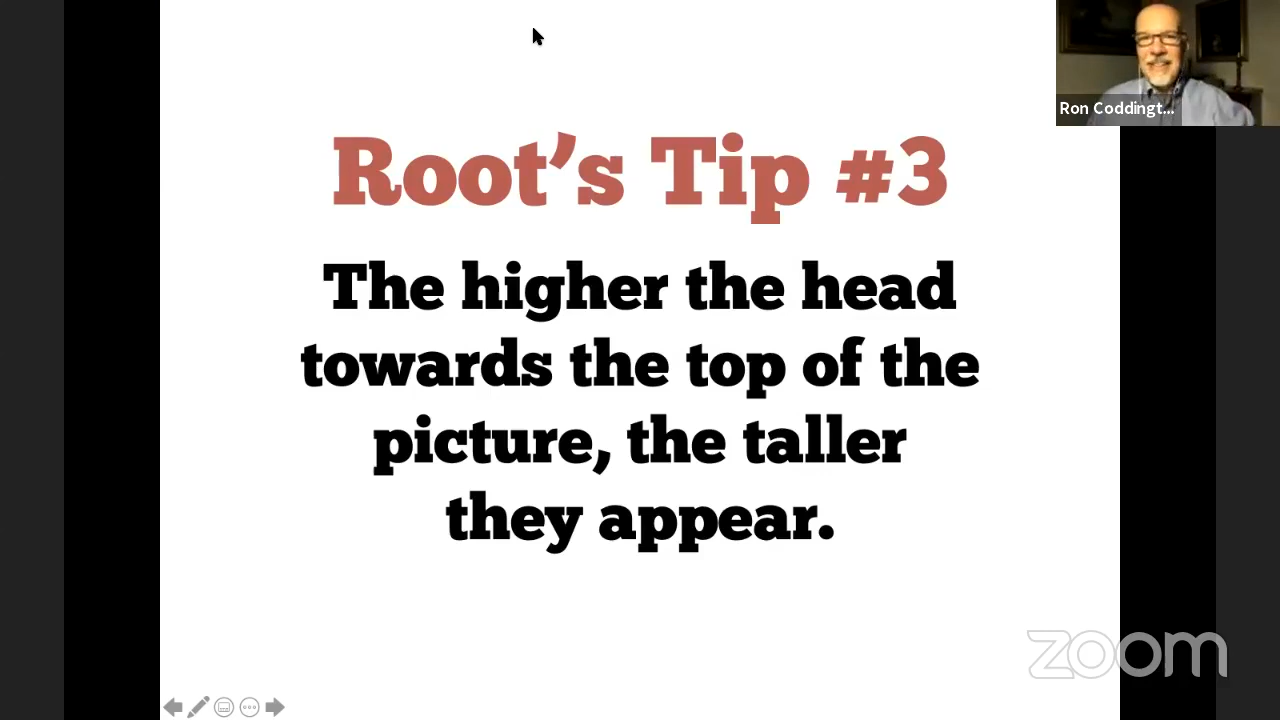 Ron Coddingt...
Root’s Tip #3
The higher the head
towards the top of the
picture, the taller
they appear.
zoom